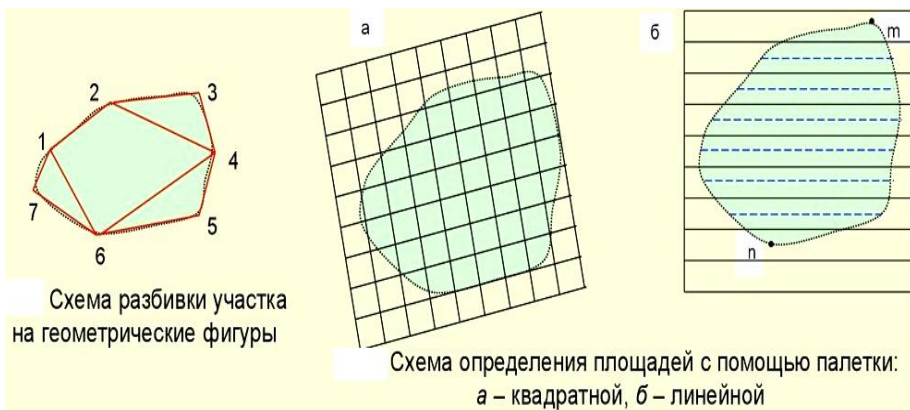 а
б
m
2
3
1
4
7
5
6
n
Схема разбивки участка
на геометрические фигуры
Схема определения площадей с помощью палетки:
а – квадратной, б – линейной